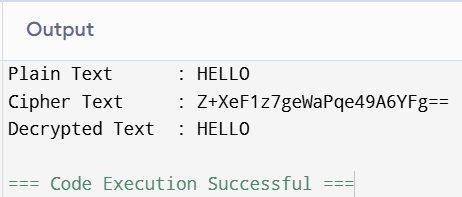 Output
Plain Text      : HELLO
Cipher Text     : Z+XeF1z7geWaPqe49A6YFg==
Decrypted Text  : HELLO
=== Code Execution Successful ===